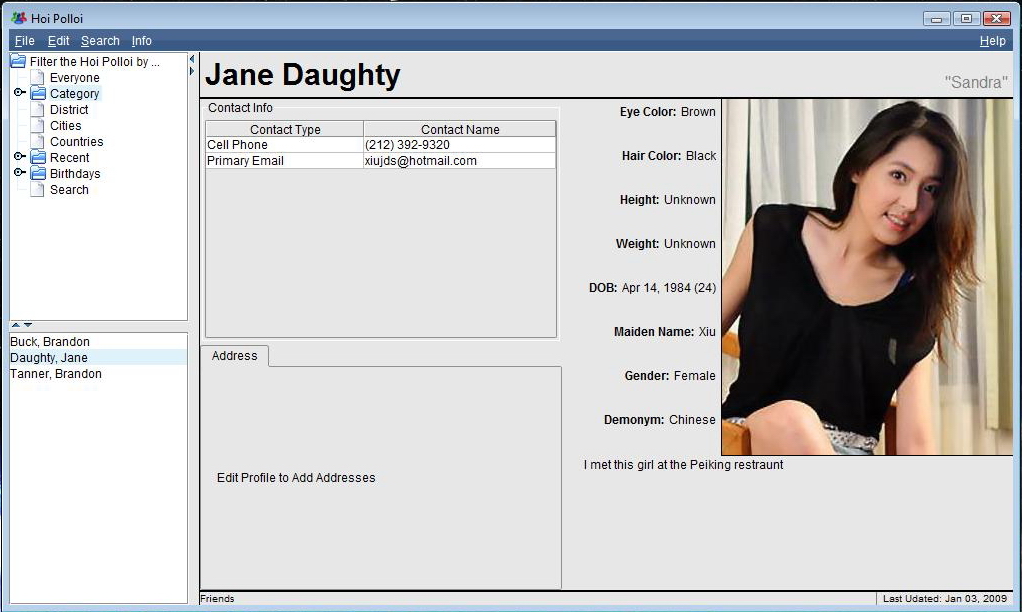 Hoi Polloi
File Edit Search Info Help
Filter the Hoi Polloi by ...
Everyone
Category
District
Cities
Countries
Recent
Birthdays
Search
Buck, Brandon
Daughty, Jane
Tanner, Brandon
Jane Daughty
"Sandra"
Contact Info
Contact Type Contact Name
Cell Phone (212) 392-9320
Primary Email xiujds@hotmail.com
Address
Edit Profile to Add Addresses
Eye Color: Brown
Hair Color: Black
Height: Unknown
Weight: Unknown
DOB: Apr 14, 1984 (24)
Maiden Name: Xiu
Gender: Female
Demonym: Chinese
I met this girl at the Peiking restraunt
Friends
Last Udated: Jan 03, 2009